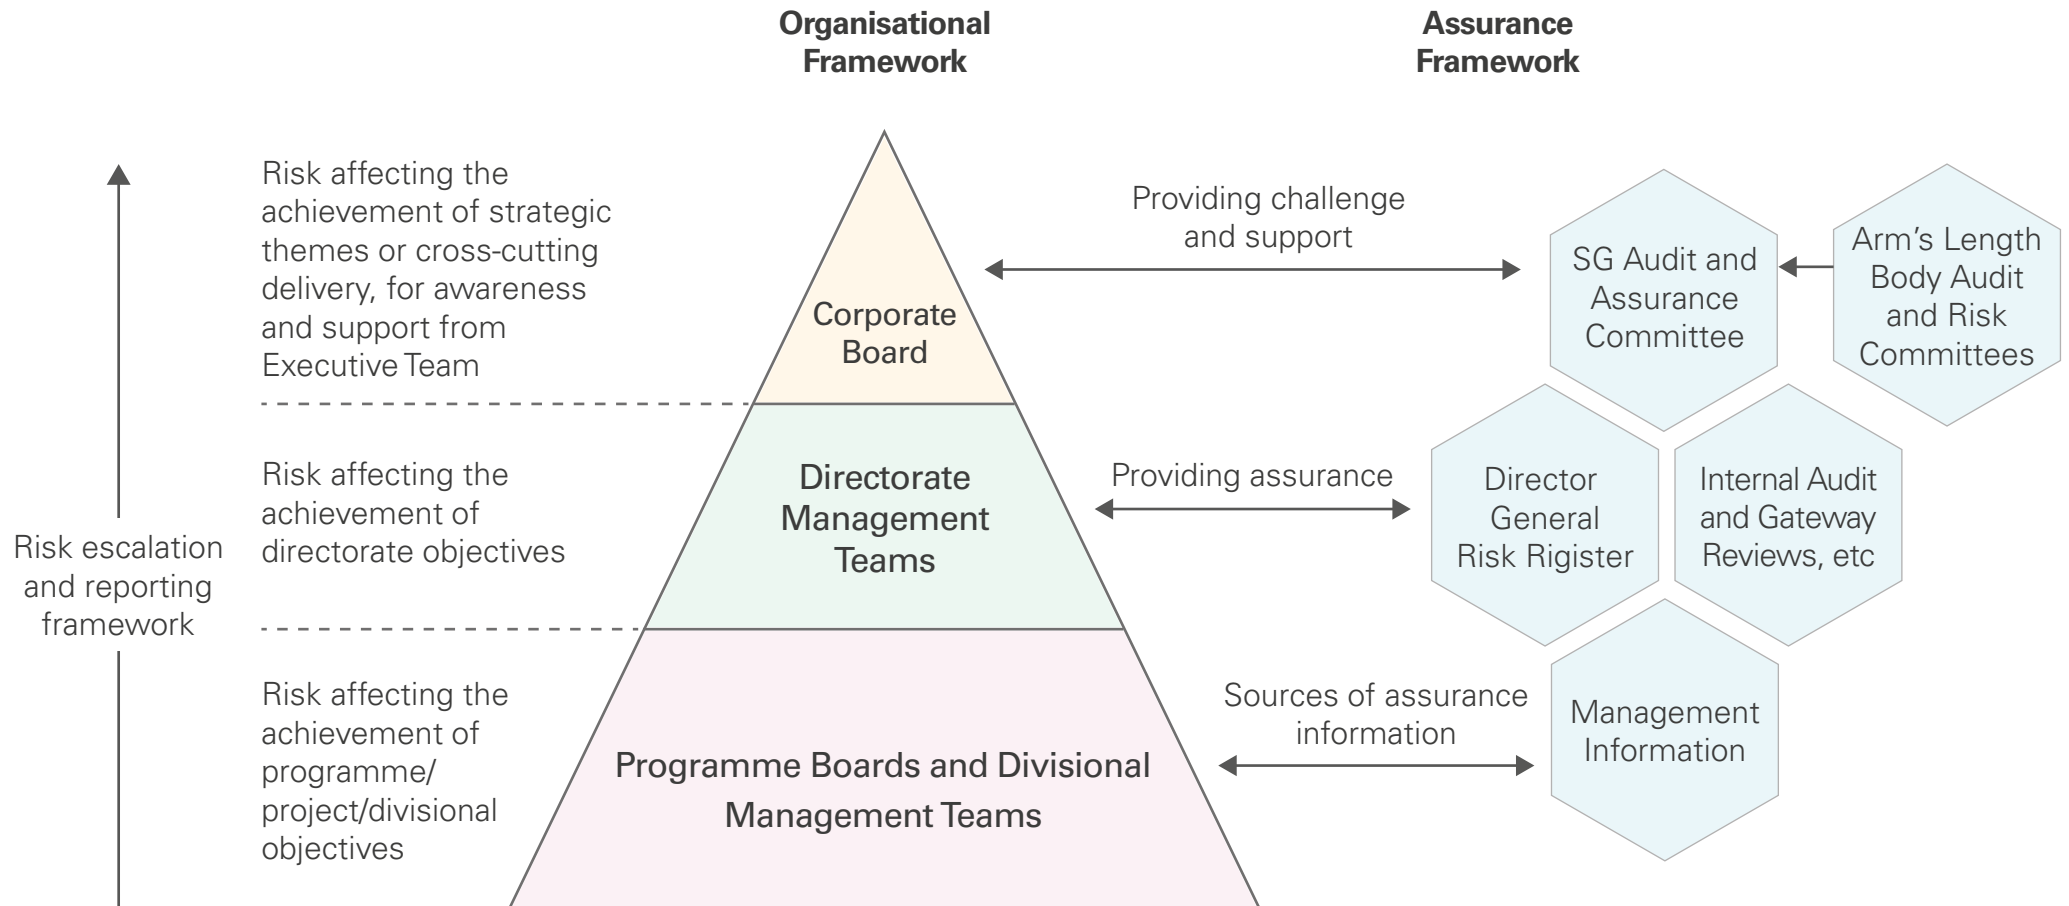 Organisational
Framework
Assurance
Framework
Risk escalation
and reporting
framework
Risk affecting the
achievement of strategic
themes or cross-cutting
delivery, for awareness
and support from
Executive Team
Corporate
Board
Providing challenge
and support
SG Audit and
Assurance
Committee
Arm’s Length
Body Audit
and Risk
Committees
Risk affecting the
achievement of
directorate objectives
Directorate
Management
Teams
Providing assurance
Director
General
Risk Rigister
Internal Audit
and Gateway
Reviews, etc
Risk affecting the
achievement of
programme/
project/divisional
objectives
Programme Boards and Divisional
Management Teams
Sources of assurance
information
Management
Information